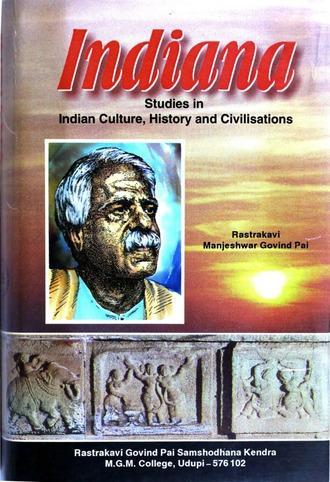 Indiana
Studies in
Indian Culture, History and Civilisations
Rastrakavi
Manjeshwar Govind Pai
Rastrakavi Govind Pai Samshodhana Kendra
M.G.M. College, Udupi – 576 102